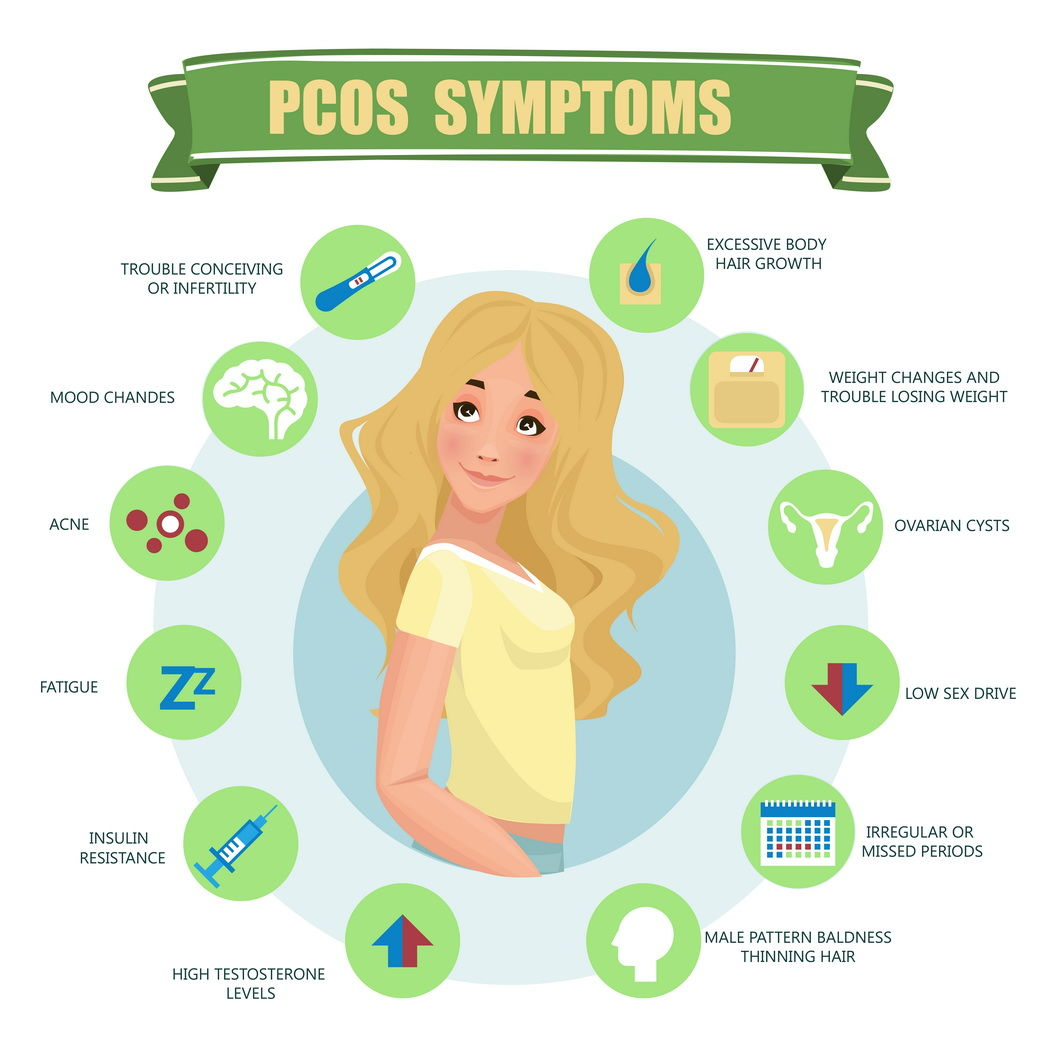 PCOS SYMPTOMS
TROUBLE CONCEIVING
OR INFERTILITY
EXCESSIVE BODY
HAIR GROWTH
MOOD CHANDES
WEIGHT CHANGES AND
TROUBLE LOSING WEIGHT
ACNE
OVARIAN CYSTS
FATIGUE
ZZ
LOW SEX DRIVE
INSULIN
RESISTANCE
IRREGULAR OR
MISSED PERIODS
HIGH TESTOSTERONE
LEVELS
MALE PATTERN BALDNESS
THINNING HAIR